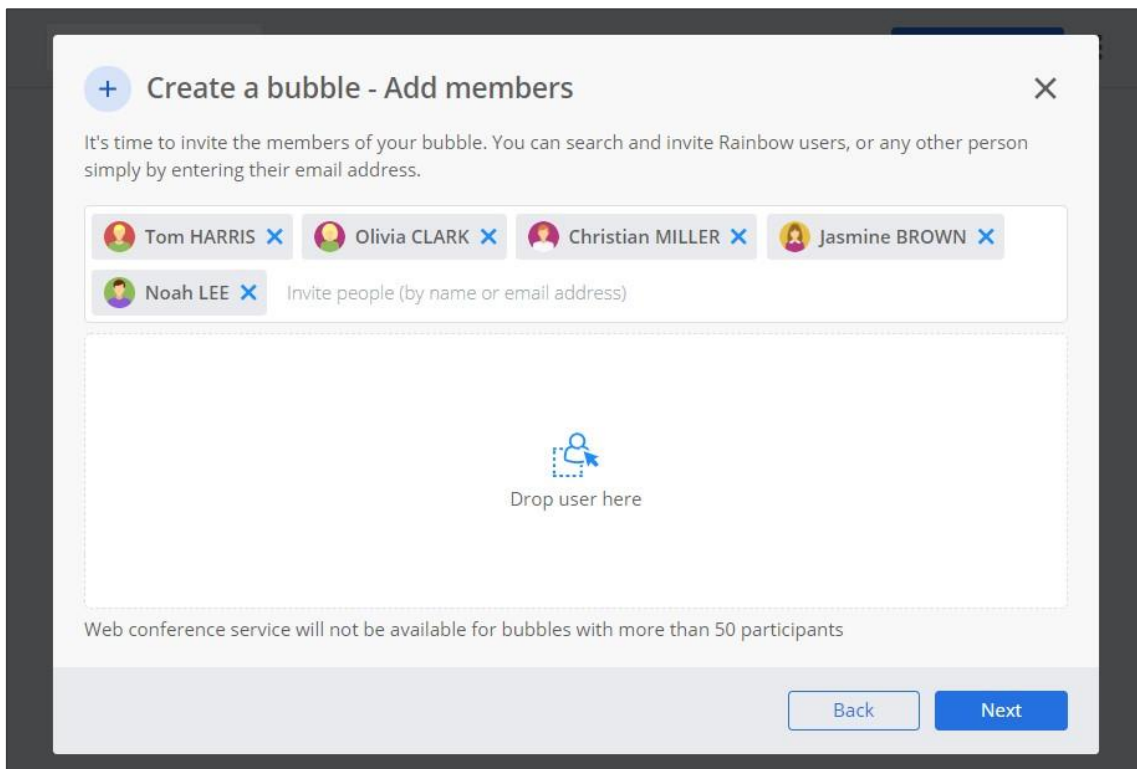 Create a bubble - Add members
It's time to invite the members of your bubble. You can search and invite Rainbow users, or any other person
simply by entering their email address.
Tom HARRIS Olivia CLARK Christian MILLER Jasmine BROWN
Noah LEE Invite people (by name or email address)
Drop user here
Web conference service will not be available for bubbles with more than 50 participants
Back Next